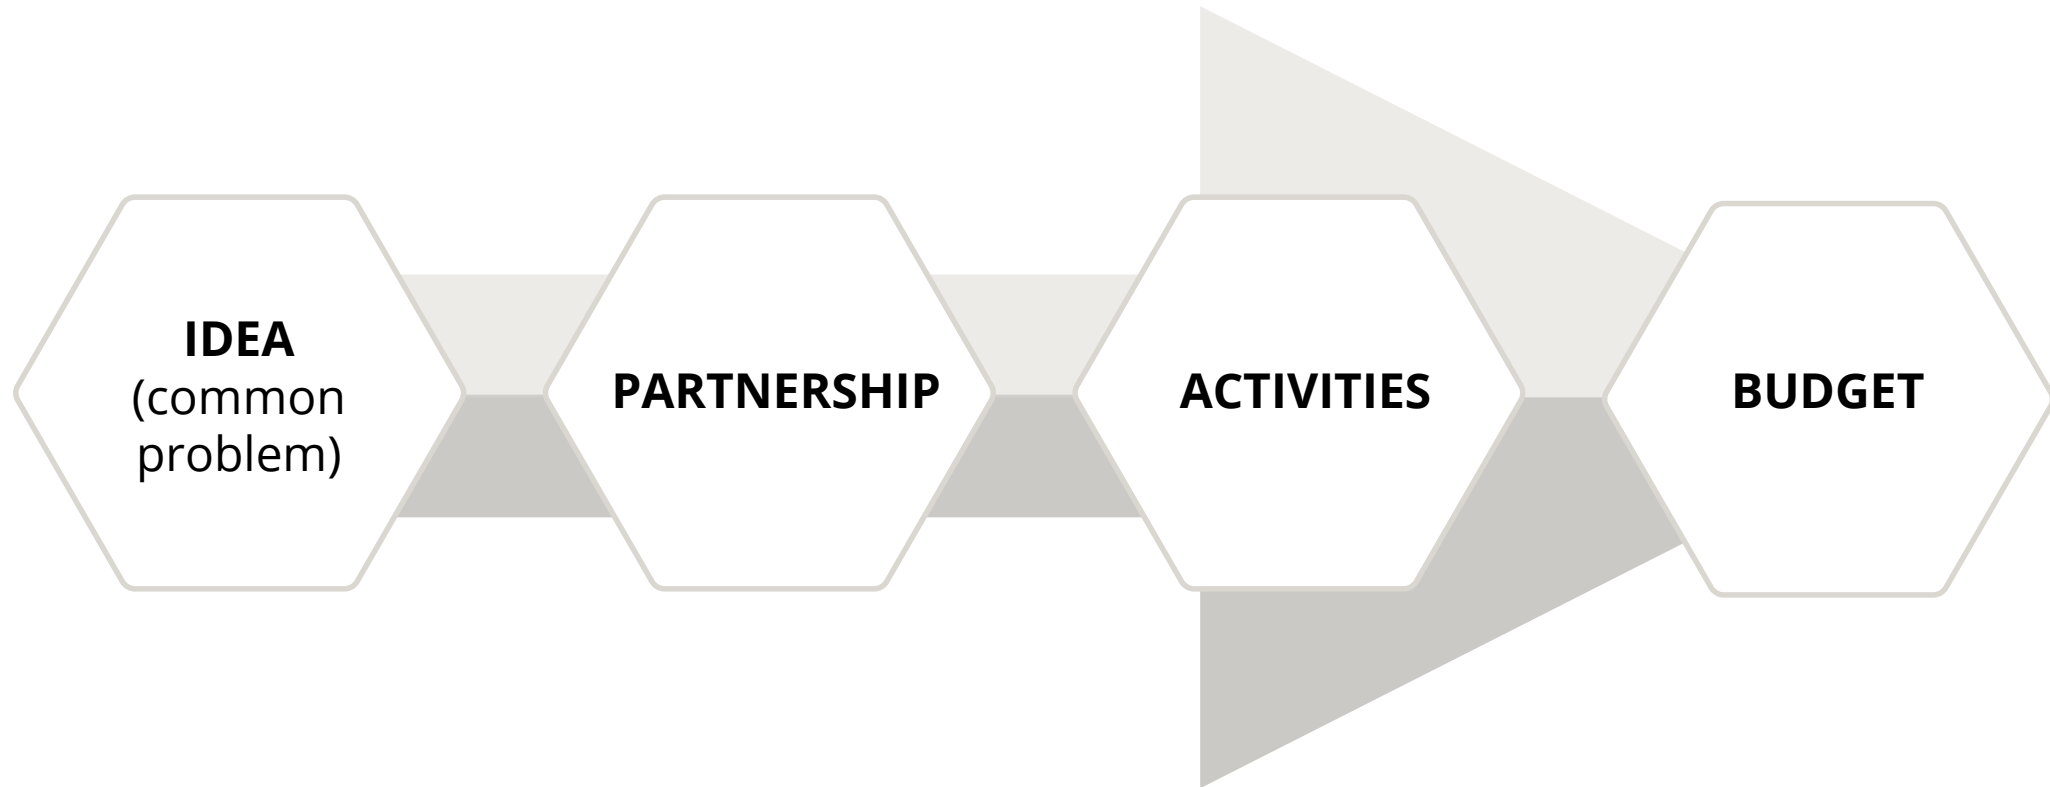 IDEA
(common
problem)
PARTNERSHIP
ACTIVITIES
BUDGET